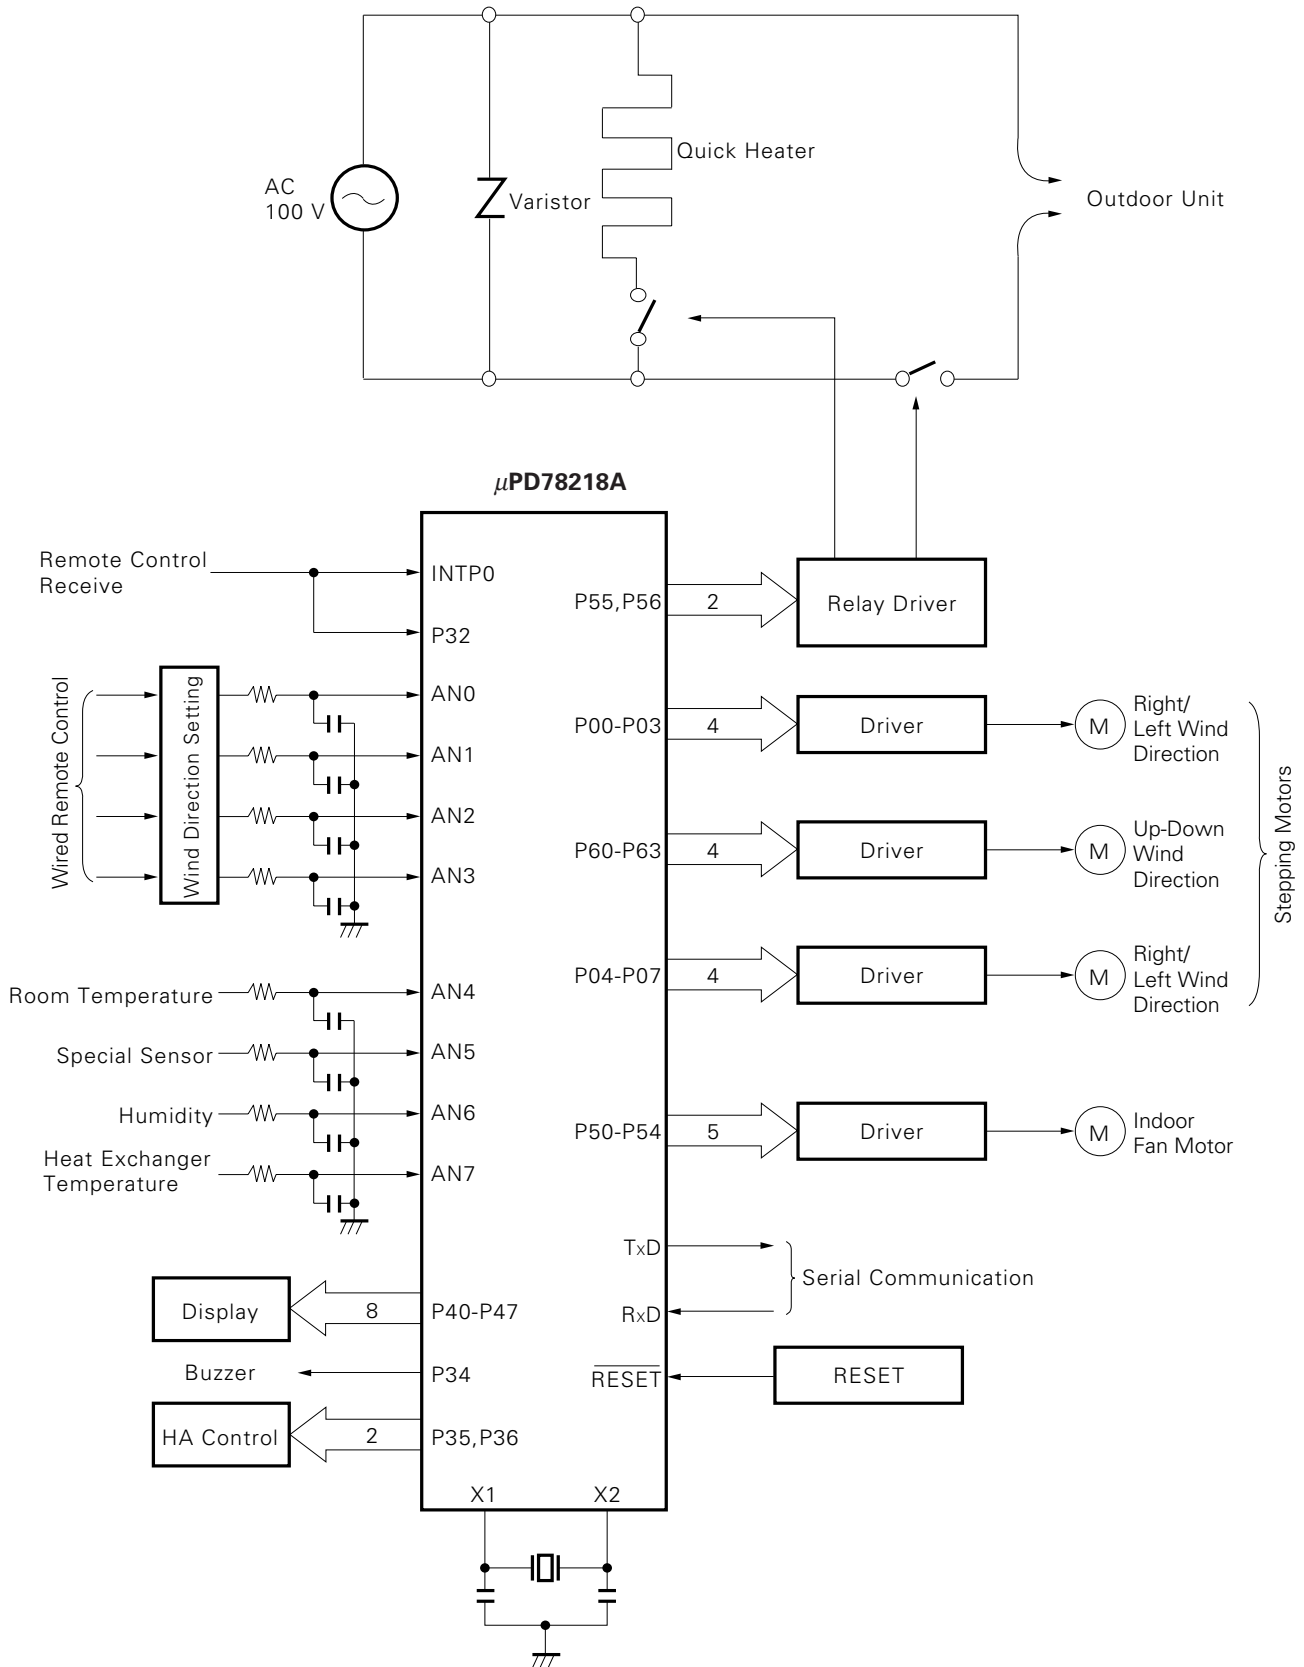 AC
100 V
Varistor
Quick Heater
Outdoor Unit
μPD78218A
Remote Control
Receive
INTP0
P32
Wired Remote Control
Wind Direction Setting
AN0
AN1
AN2
AN3
Room Temperature
AN4
Special Sensor
AN5
Humidity
AN6
Heat Exchanger
Temperature
AN7
Display
8
P40-P47
Buzzer
P34
HA Control
2
P35,P36
X1
X2
P55,P56
2
Relay Driver
P00-P03
4
Driver
M
Right/
Left Wind
Direction
P60-P63
4
Driver
M
Up-Down
Wind
Direction
P04-P07
4
Driver
M
Right/
Left Wind
Direction
Stepping Motors
P50-P54
5
Driver
M
Indoor
Fan Motor
TxD
RxD
Serial Communication
RESET
RESET